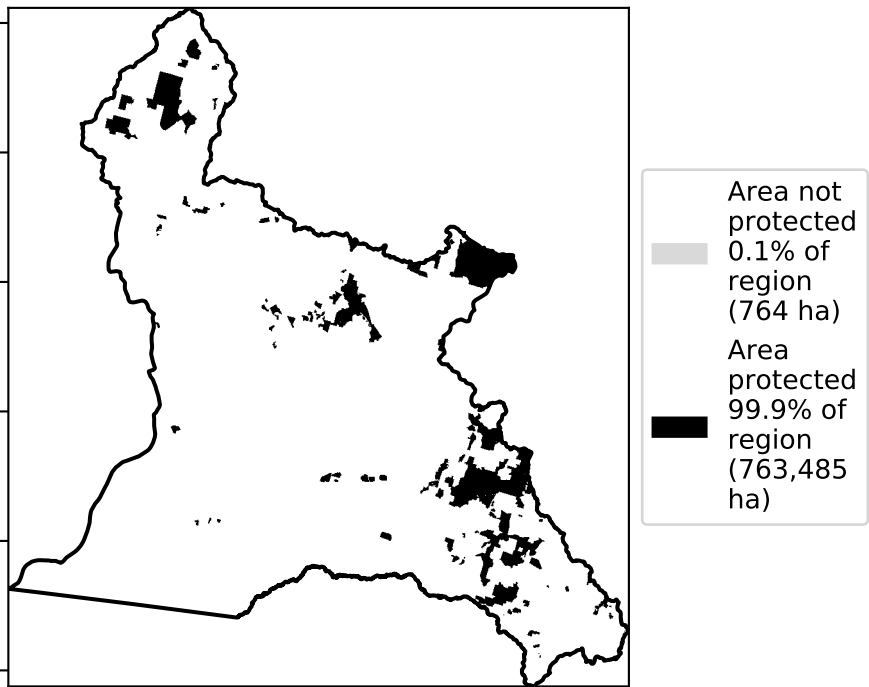 Area not
protected
0.1% of
region
(764 ha)
Area
protected
99.9% of
region
(763,485
ha)